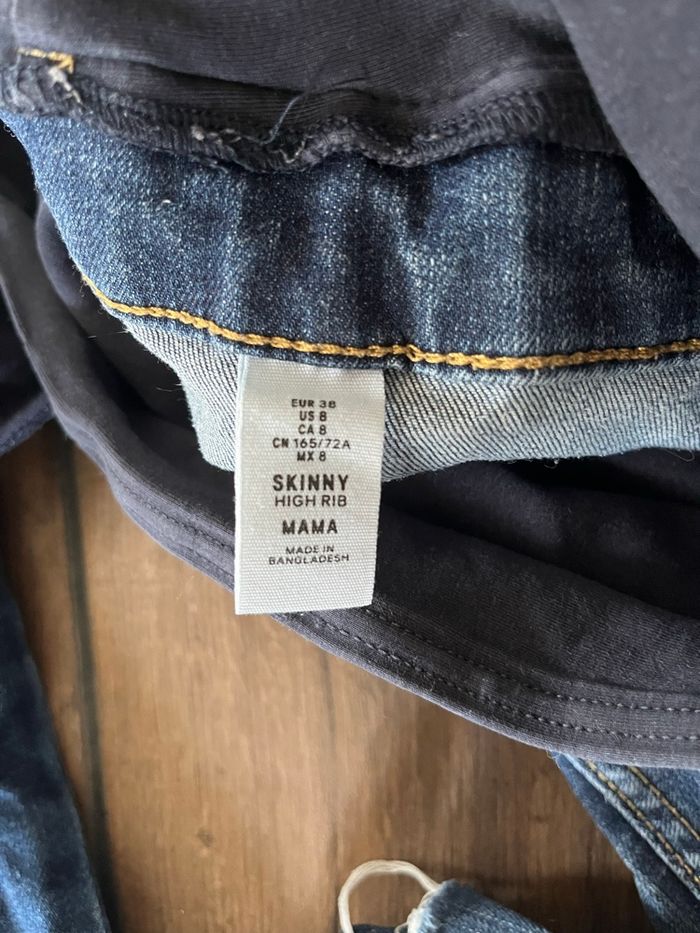 EUR 38
US 8
CA 8
CN 165/72A
MX 8
SKINNY
HIGH RIB
MAMA
MADE IN
BANGLADESH